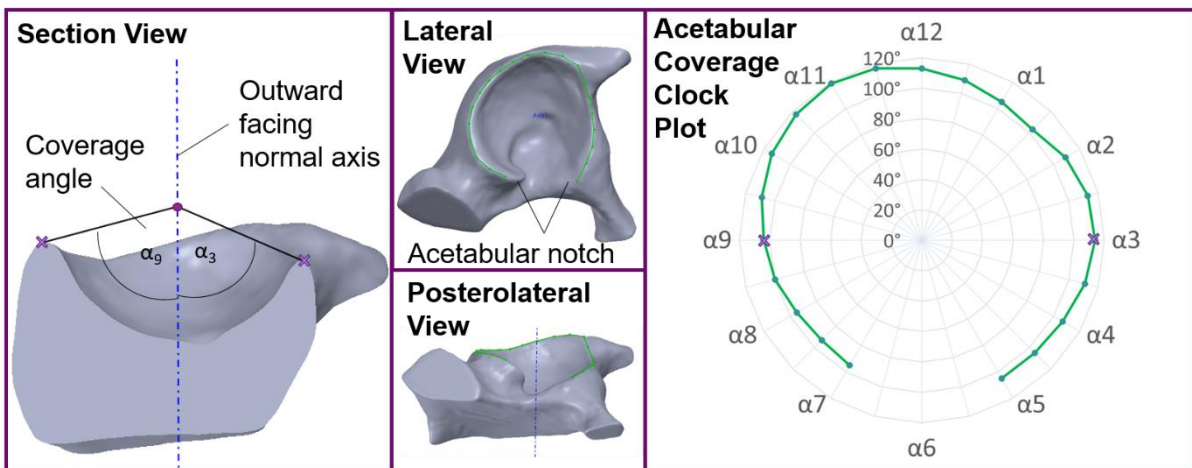 Section View
Outward
facing
normal axis
Coverage
angle
α9
α3
Lateral
View
Acetabular notch
Posterolateral
View
Acetabular
Coverage
Clock
Plot
α12
α11
α1
α10
α2
α9
α3
α8
α4
α7
α5
α6
120°
100°
80°
60°
40°
20°
0°